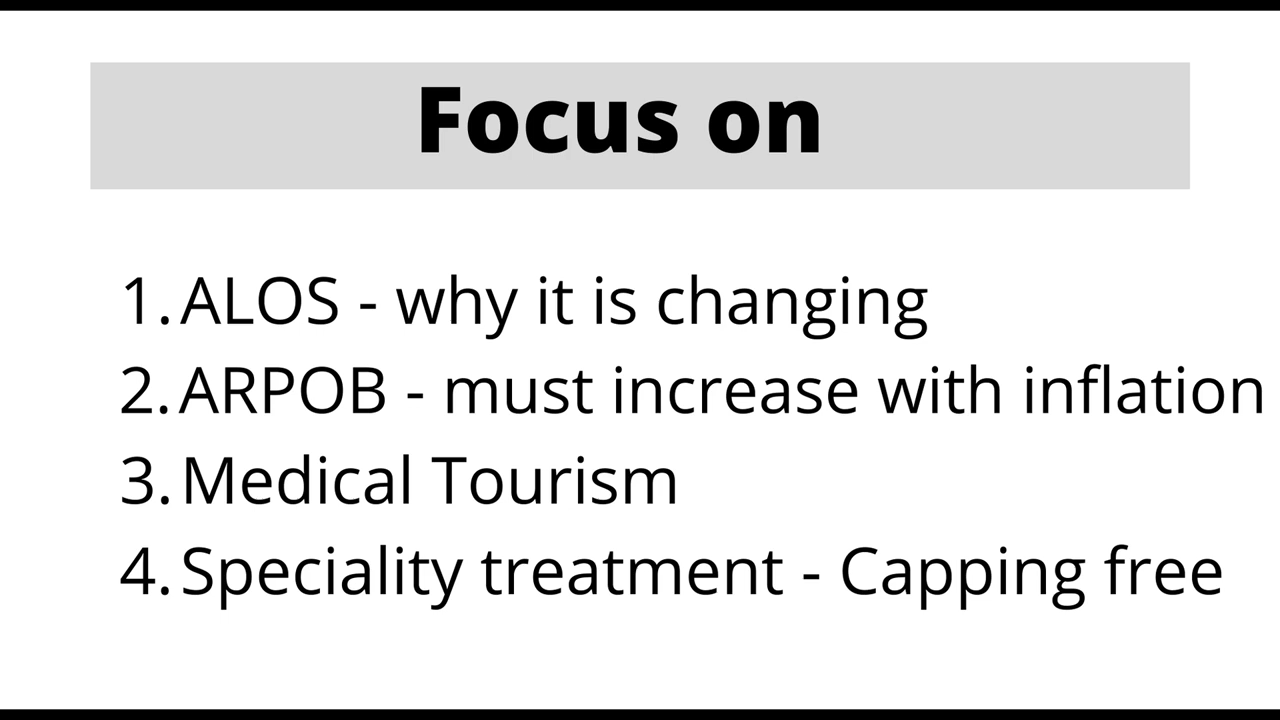 Focus on
1. ALOS - why it is changing
2. ARPOB - must increase with inflation
3. Medical Tourism
4. Speciality treatment - Capping free